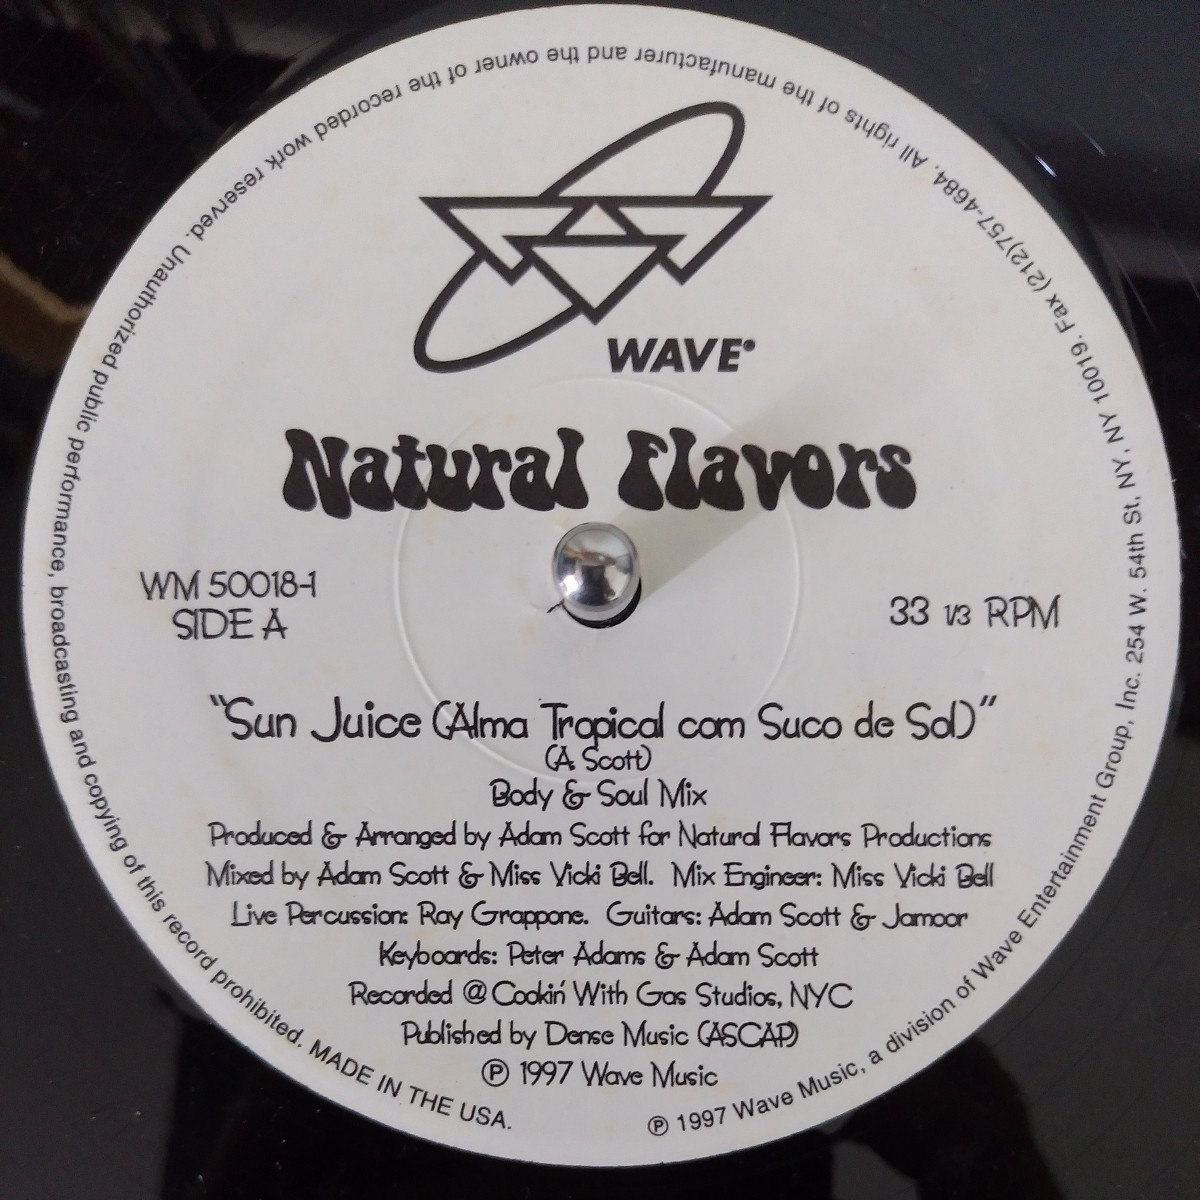 WAVE
Natural Flavors
WM 50018-1
SIDE A
33 1/3 RPM
"Sun Juice (Alma Tropical com Suco de Sol)"
(A. Scott)
Body & Soul Mix
Produced & Arranged by Adam Scott for Natural Flavors Productions
Mixed by Adam Scott & Miss Vicki Bell. Mix Engineer: Miss Vicki Bell
Live Percussion: Ray Grappone. Guitars: Adam Scott & Jamoor
Keyboards: Peter Adams & Adam Scott
Recorded @ Cookin' With Gas Studios, NYC
Published by Dense Music (ASCAP)
℗ 1997 Wave Music
℗ 1997 Wave Music, a division of Wave Entertainment Group, Inc. 254 W. 54th St, NY, NY 10019. Fax (212)757-4684. All rights of the manufacturer and the owner of the recorded work reserved. Unauthorized public performance, broadcasting and copying of this record prohibited. MADE IN THE USA.